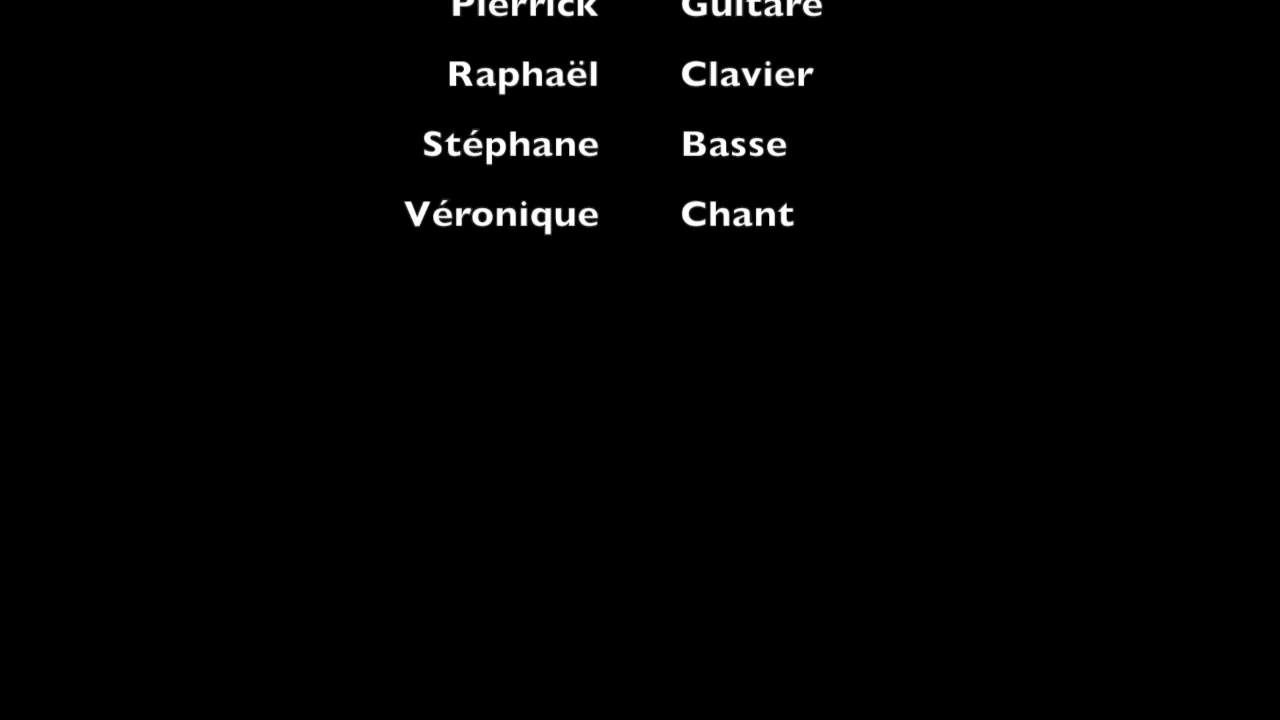 Pierrick Guitare
Raphaël Clavier
Stéphane Basse
Véronique Chant